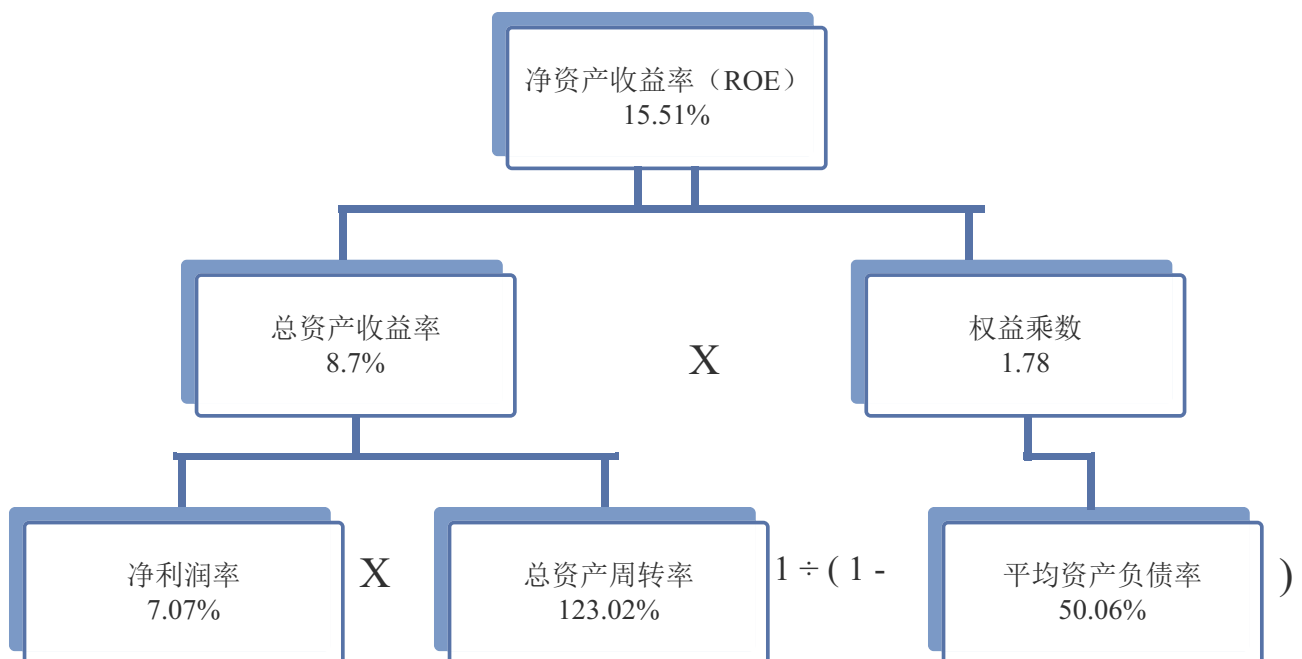 净资产收益率（ROE）
15.51%
总资产收益率
8.7%
X
权益乘数
1.78
净利润率
7.07%
X
总资产周转率
123.02%
1 ÷ ( 1 -
平均资产负债率
50.06%
)